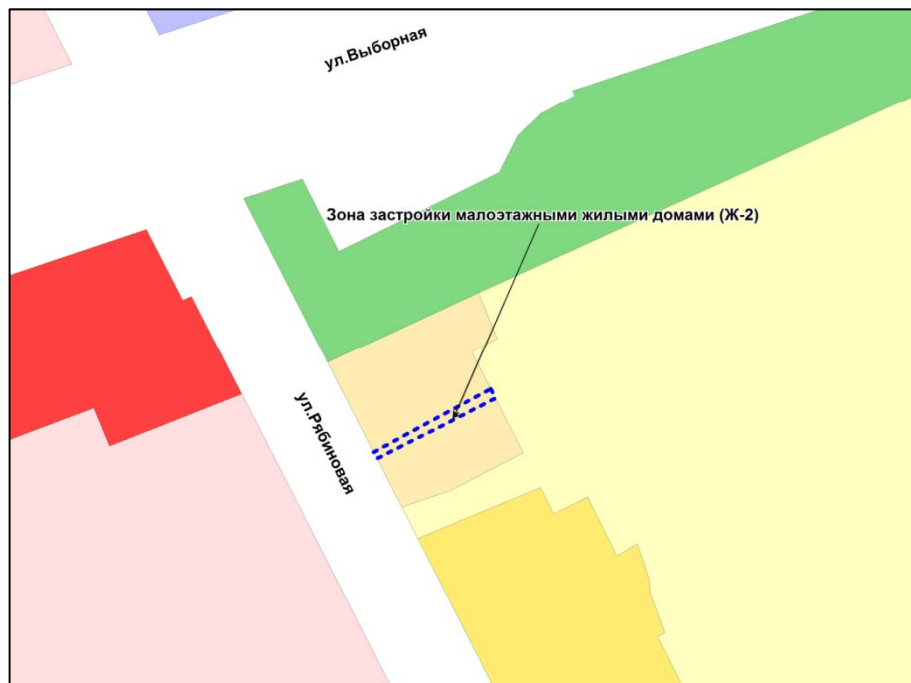 ул.Выборная
Зона застройки малоэтажными жилыми домами (Ж-2)
ул.Рябиновая